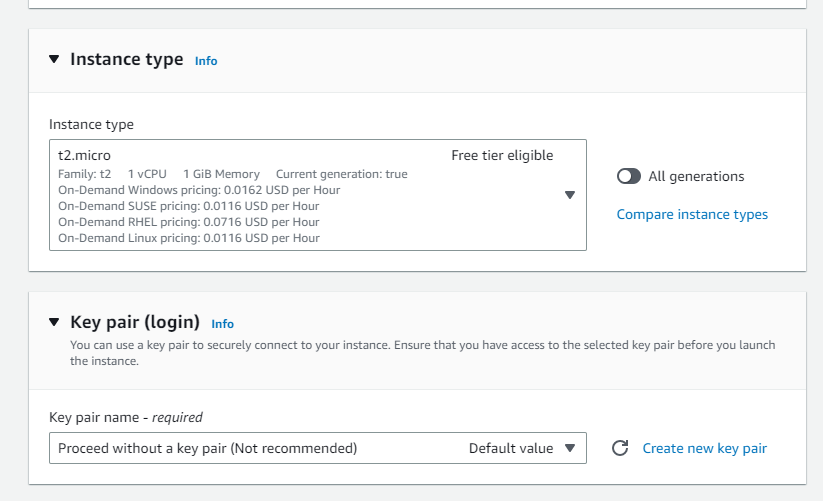 Instance type Info
Instance type
t2.micro Free tier eligible
Family: t2 1 vCPU 1 GiB Memory Current generation: true
On-Demand Windows pricing: 0.0162 USD per Hour
On-Demand SUSE pricing: 0.0116 USD per Hour
On-Demand RHEL pricing: 0.0716 USD per Hour
On-Demand Linux pricing: 0.0116 USD per Hour
All generations
Compare instance types
Key pair (login) Info
You can use a key pair to securely connect to your instance. Ensure that you have access to the selected key pair before you launch
the instance.
Key pair name - required
Proceed without a key pair (Not recommended) Default value
Create new key pair